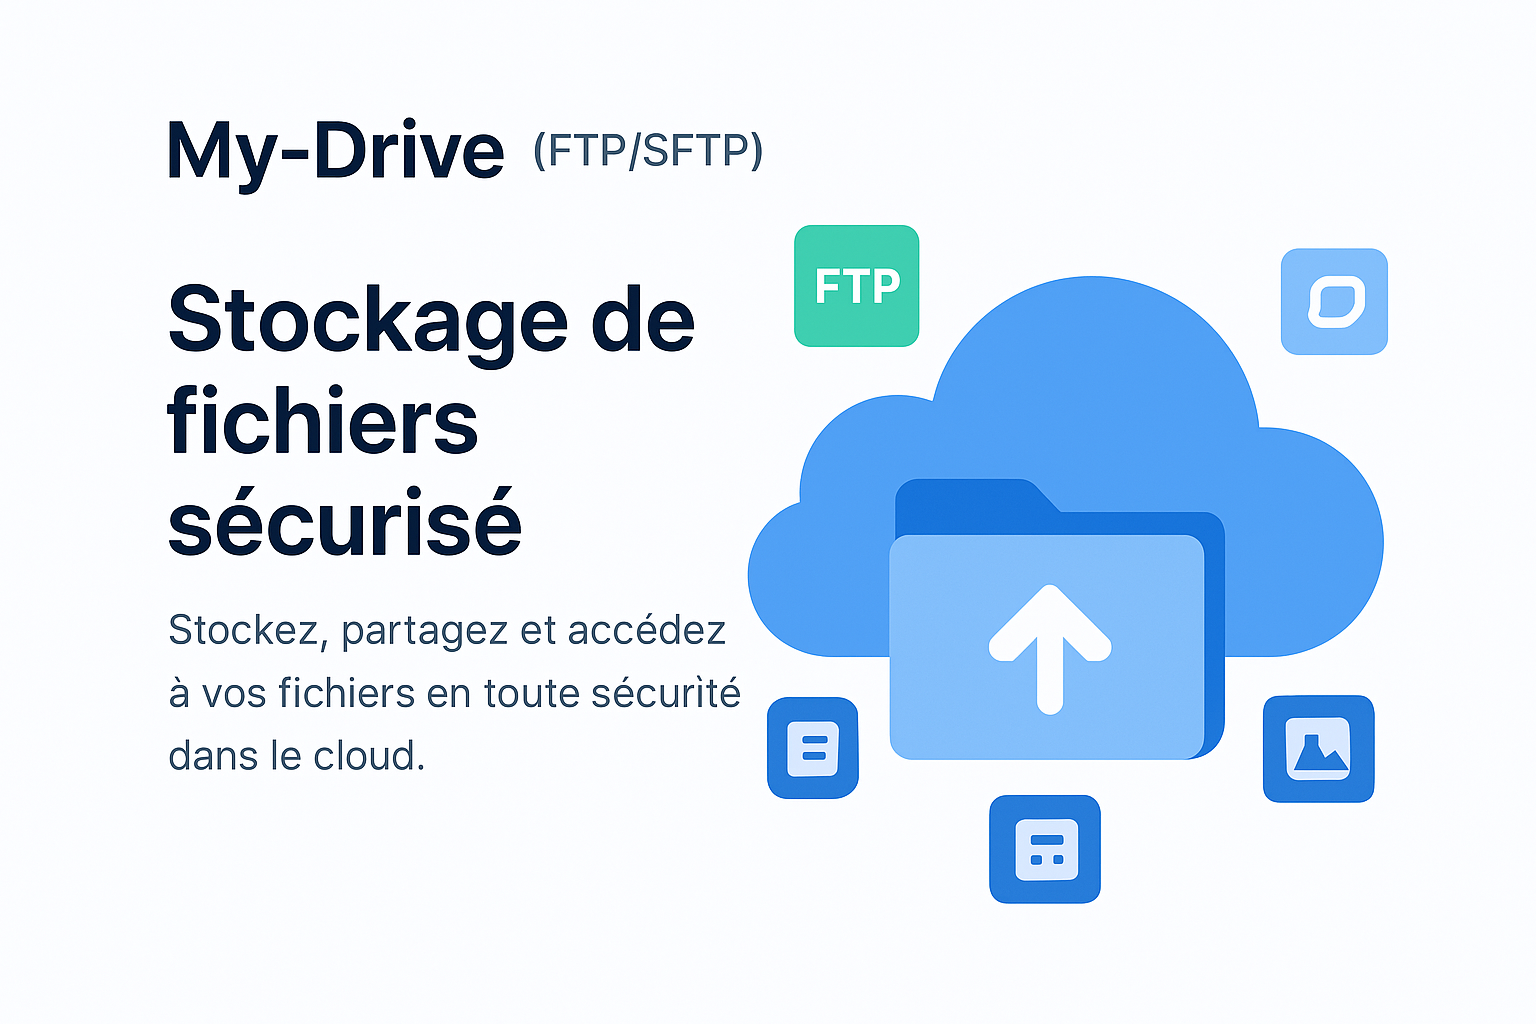 My-Drive (FTP/SFTP)
Stockage de
fichiers
sécurisé
Stockez, partagez et accédez
à vos fichiers en toute sécurìté
dans le cloud.
FTP